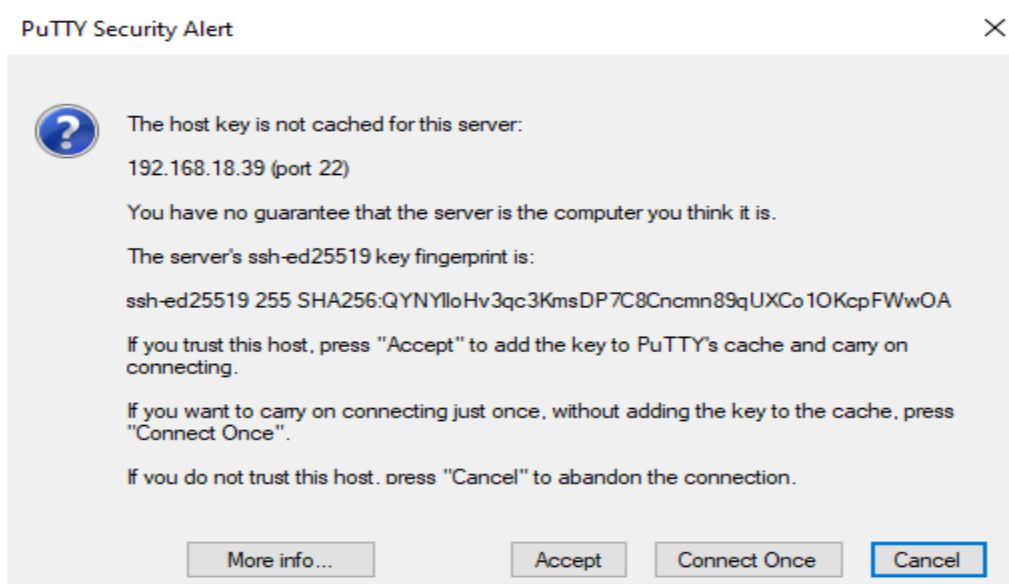 PuTTY Security Alert
The host key is not cached for this server:
192.168.18.39 (port 22)
You have no guarantee that the server is the computer you think it is.
The server's ssh-ed25519 key fingerprint is:
ssh-ed25519 255 SHA256:QYNYlloHv3qc3KmsDP7C8Cncmn89qUXCo1OKcpFWwOA
If you trust this host, press "Accept" to add the key to PuTTY's cache and carry on
connecting.
If you want to carry on connecting just once, without adding the key to the cache, press
"Connect Once".
If you do not trust this host, press "Cancel" to abandon the connection.
More info...
Accept
Connect Once
Cancel